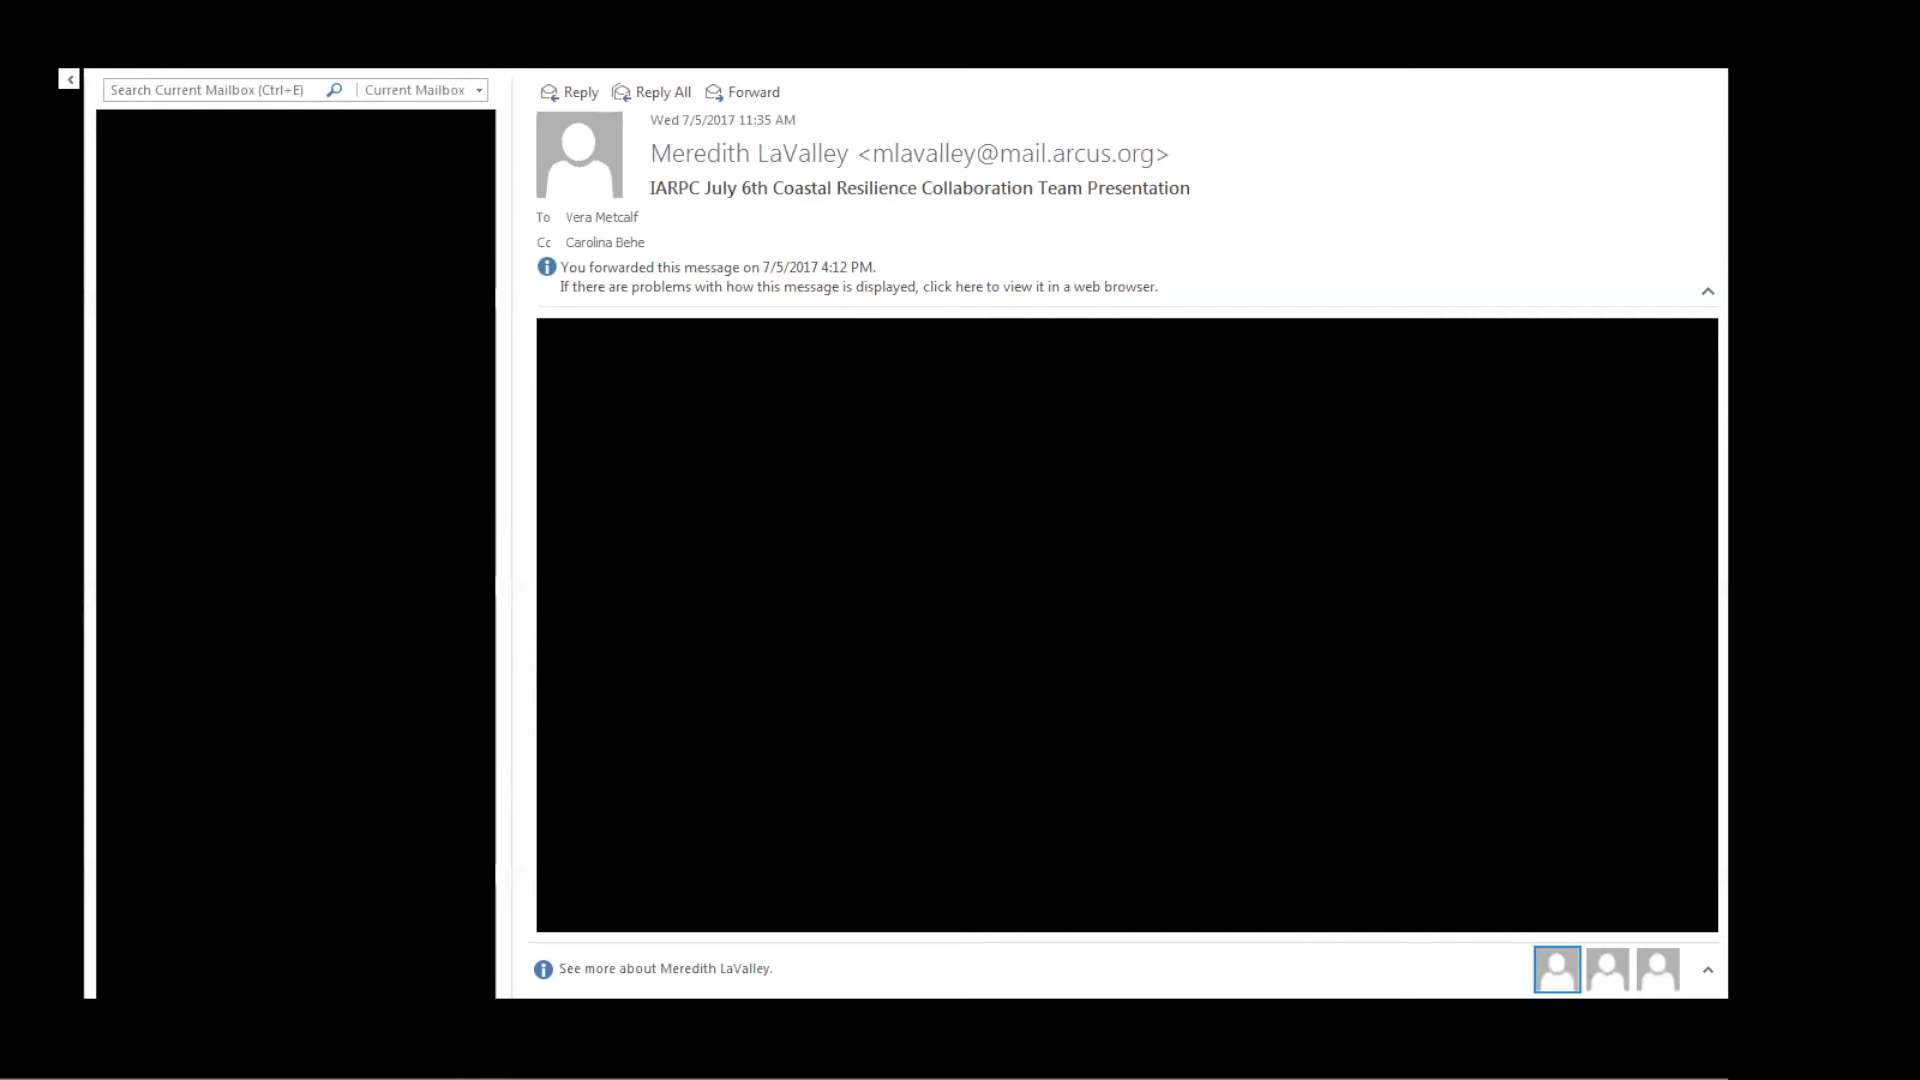 Search Current Mailbox (Ctrl+E) Current Mailbox
Reply Reply All Forward
Wed 7/5/2017 11:35 AM
Meredith LaValley <mlavalley@mail.arcus.org>
IARPC July 6th Coastal Resilience Collaboration Team Presentation
To Vera Metcalf
Cc Carolina Behe
You forwarded this message on 7/5/2017 4:12 PM.
If there are problems with how this message is displayed, click here to view it in a web browser.
See more about Meredith LaValley.